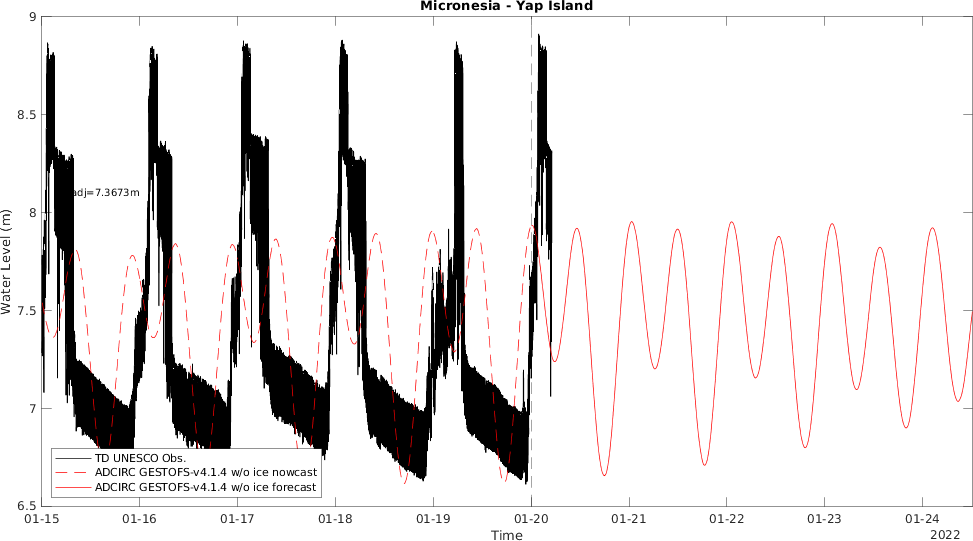 Micronesia - Yap Island
9
8.5
8
7.5
7
6.5
Water Level (m)
adj=7.3673m
TD UNESCO Obs.
ADCIRC GESTOFS-v4.1.4 w/o ice nowcast
ADCIRC GESTOFS-v4.1.4 w/o ice forecast
01-15 01-16 01-17 01-18 01-19 01-20 01-21 01-22 01-23 01-24
Time
2022